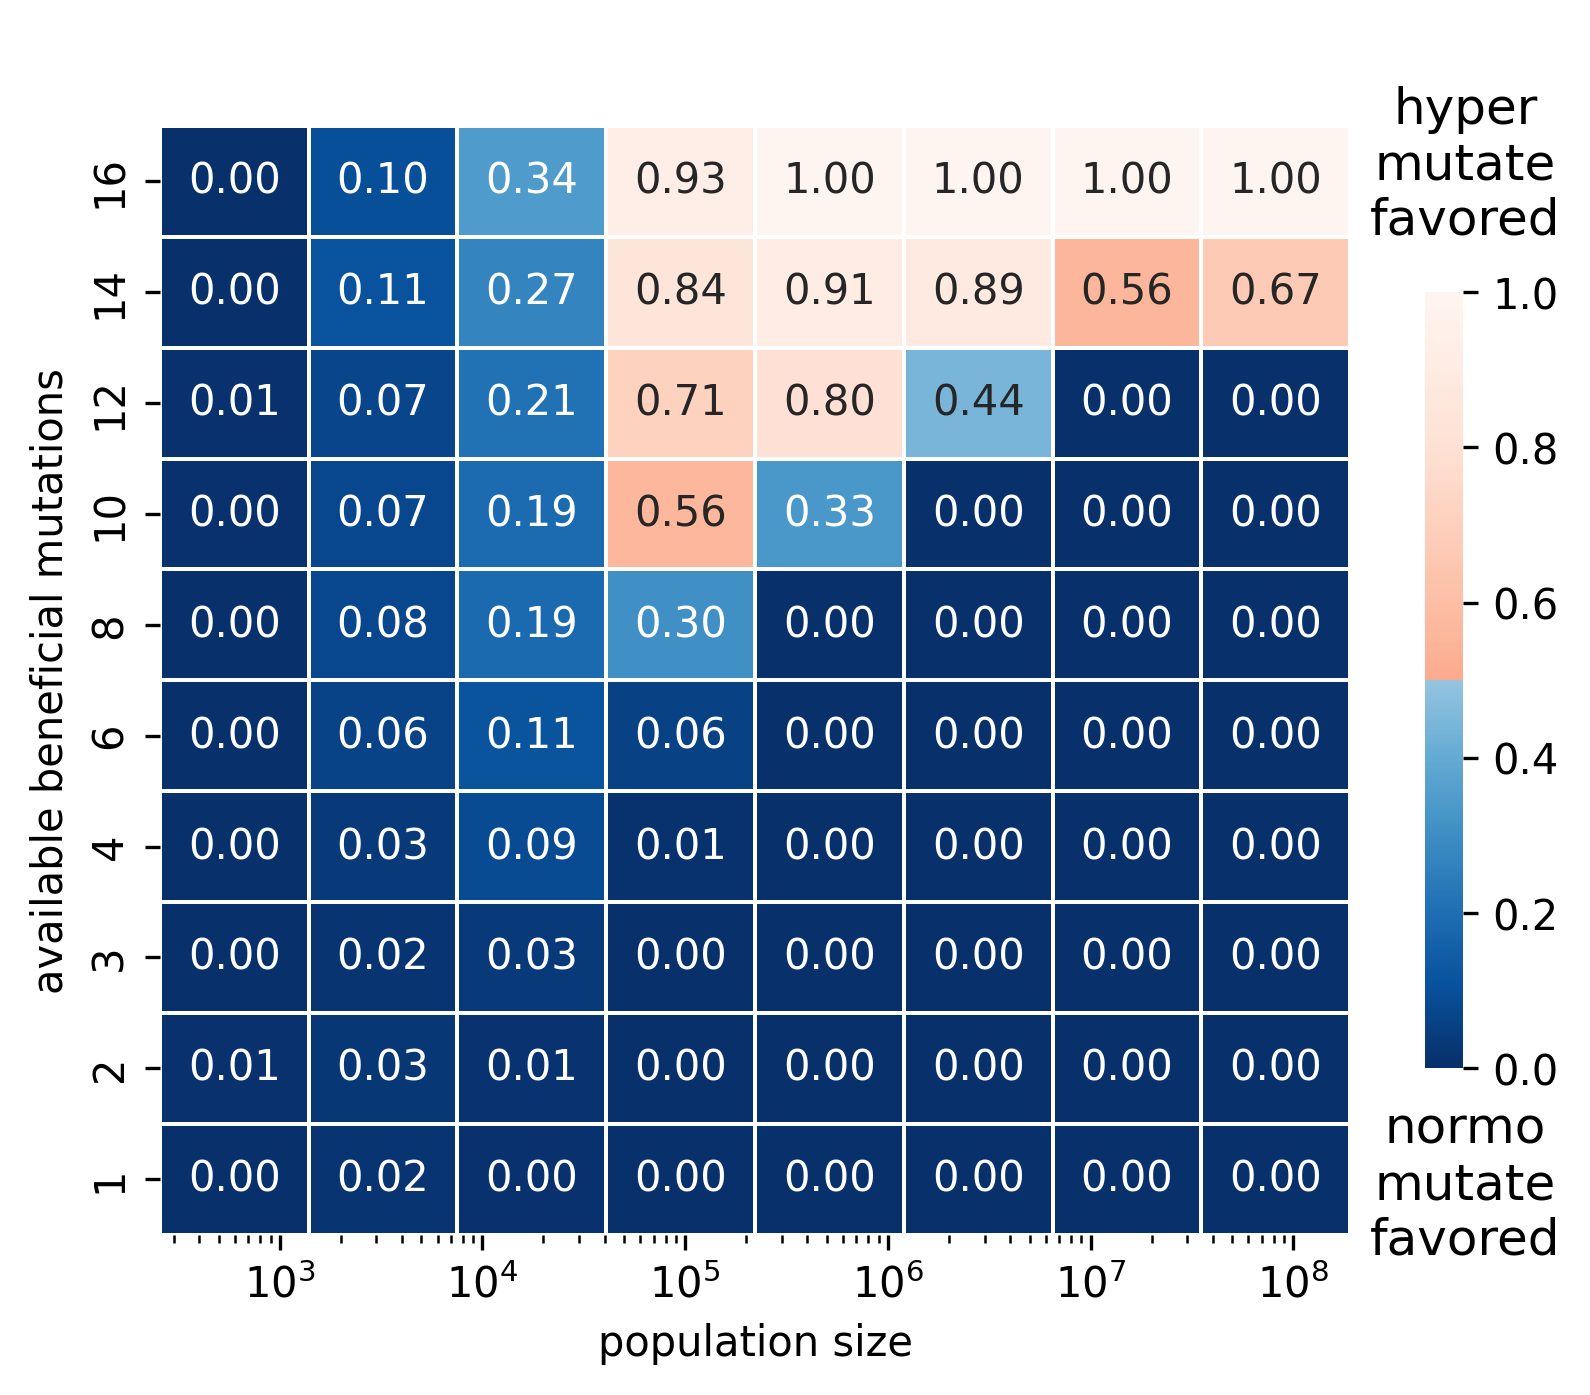 hyper
mutate
favored
16 0.00 0.10 0.34 0.93 1.00 1.00 1.00 1.00
14 0.00 0.11 0.27 0.84 0.91 0.89 0.56 0.67
12 0.01 0.07 0.21 0.71 0.80 0.44 0.00 0.00
10 0.00 0.07 0.19 0.56 0.33 0.00 0.00 0.00
8 0.00 0.08 0.19 0.30 0.00 0.00 0.00 0.00
6 0.00 0.06 0.11 0.06 0.00 0.00 0.00 0.00
4 0.00 0.03 0.09 0.01 0.00 0.00 0.00 0.00
3 0.00 0.02 0.03 0.00 0.00 0.00 0.00 0.00
2 0.01 0.03 0.01 0.00 0.00 0.00 0.00 0.00
1 0.00 0.02 0.00 0.00 0.00 0.00 0.00 0.00
available beneficial mutations
10³ 10⁴ 10⁵ 10⁶ 10⁷ 10⁸
population size
1.0
0.8
0.6
0.4
0.2
0.0
normo
mutate
favored